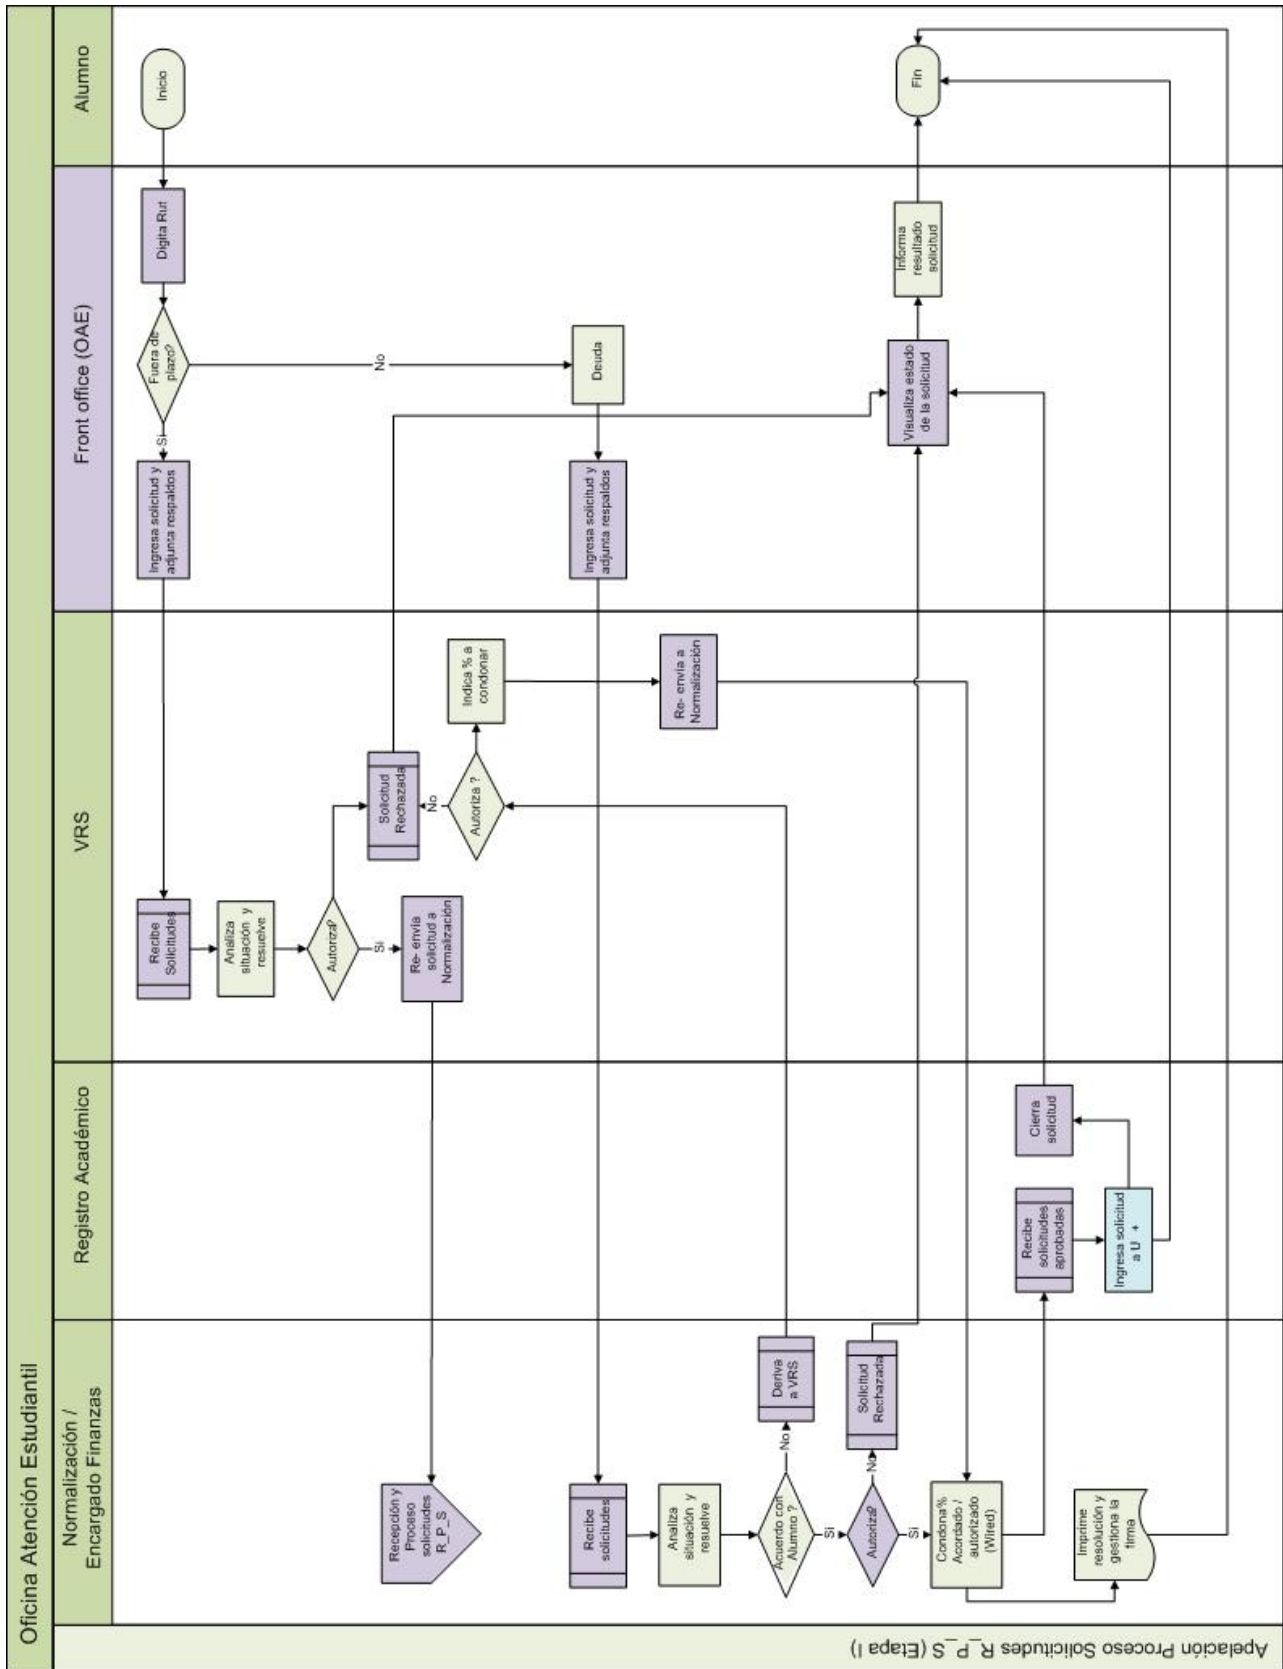 Oficina Atención Estudiantil
Alumno
Front office (OAE)
VRS
Registro Académico
Normalización /
Encargado Finanzas
Apelación Proceso Solicitudes R_P_S (Etapa I)
Inicio
Digita Rut
Fuera de
plazo?
Si
No
Ingresa solicitud y
adjunta respaldos
Deuda
Ingresa solicitud y
adjunta respaldos
Visualiza estado
de la solicitud
Informa
resultado
solicitud
Fin
Recibe
Solicitudes
Analiza
situación y
resuelve
Autoriza?
Si
Re- envía
solicitud a
Normalización
Solicitud
Rechazada
No
Autoriza ?
Indica % a
condonar
Re- envía a
Normalización
Cierra
solicitud
Recibe
solicitudes
aprobadas
Ingresa solicitud
a U +
Recepción y
Proceso
solicitudes
R_P_S
Recibe
solicitudes
Analiza
situación y
resuelve
Acuerdo con
Alumno ?
No
Deriva
a VRS
Si
Autoriza?
No
Solicitud
Rechazada
Si
Condona%
Acordado /
autorizado
(Wired)
Imprime
resolución y
gestiona la
firma